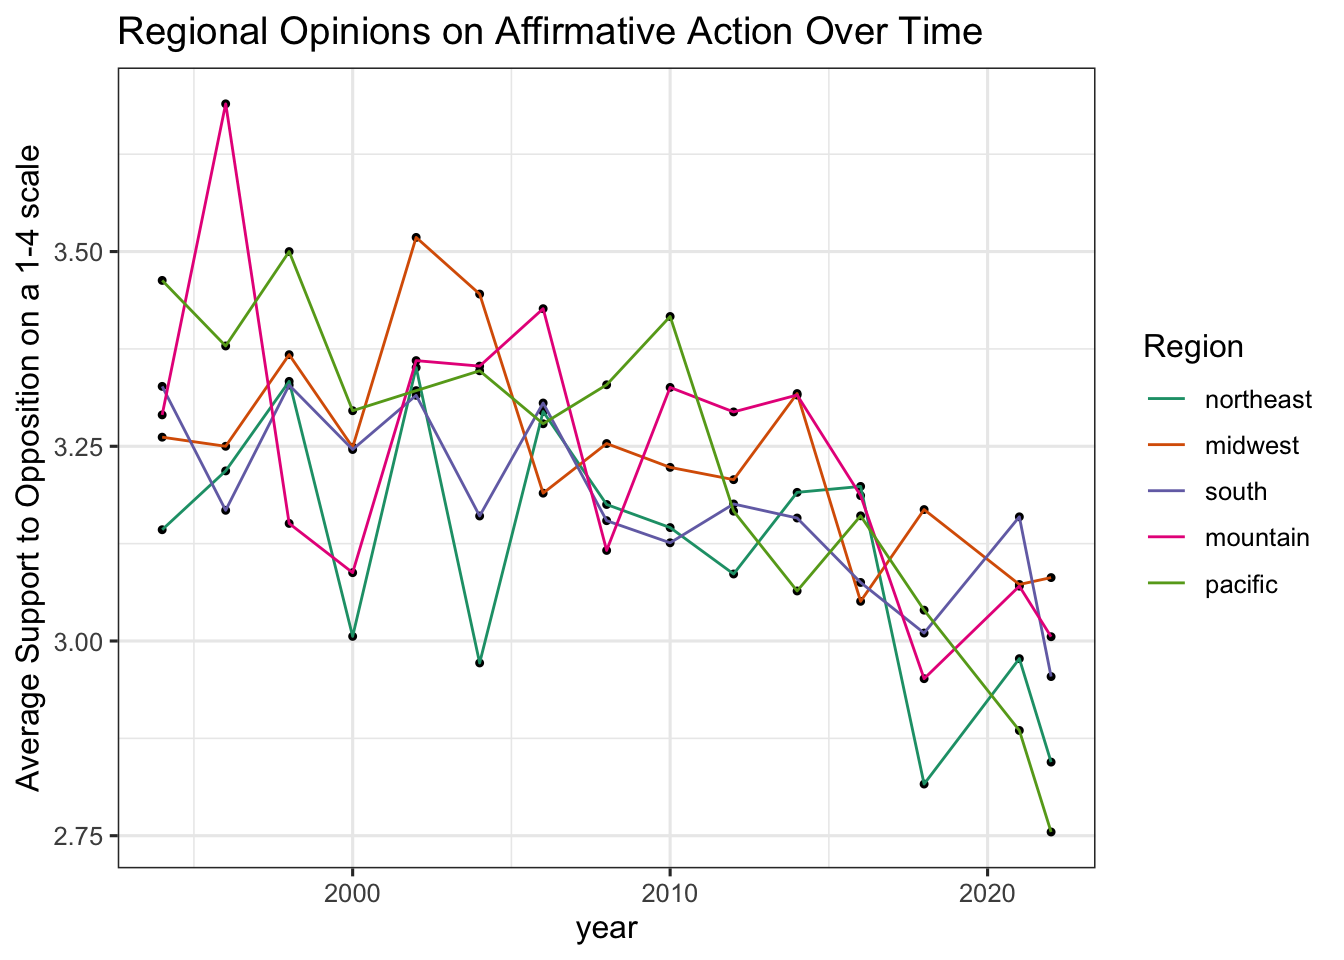 Regional Opinions on Affirmative Action Over Time
Average Support to Opposition on a 1-4 scale
3.50
3.25
3.00
2.75
2000
2010
2020
year
Region
northeast
midwest
south
mountain
pacific